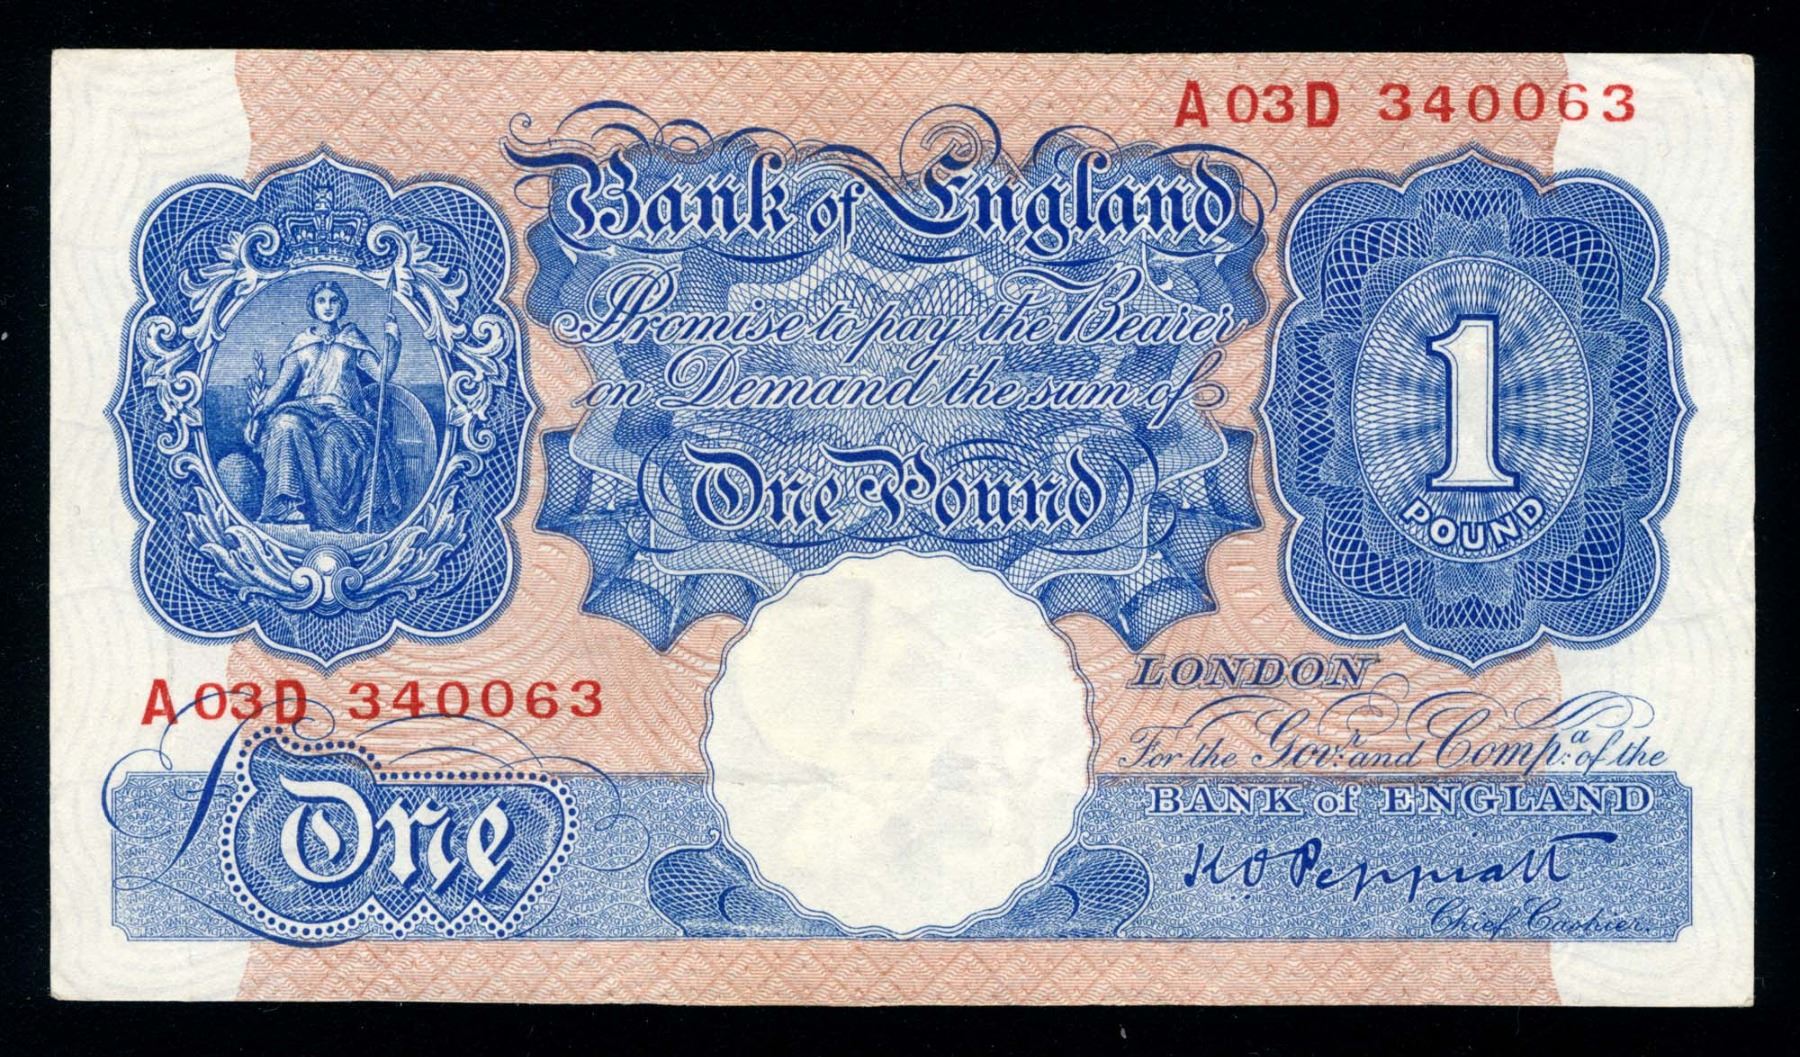 A03D 340063
Bank of England
Promise to pay the Bearer
on Demand the sum of
One Pound
1
POUND
LONDON
A03D 340063
For the Govr. and Compa. of the
BANK of ENGLAND
One
K O Peppiatt
Chief Cashier.